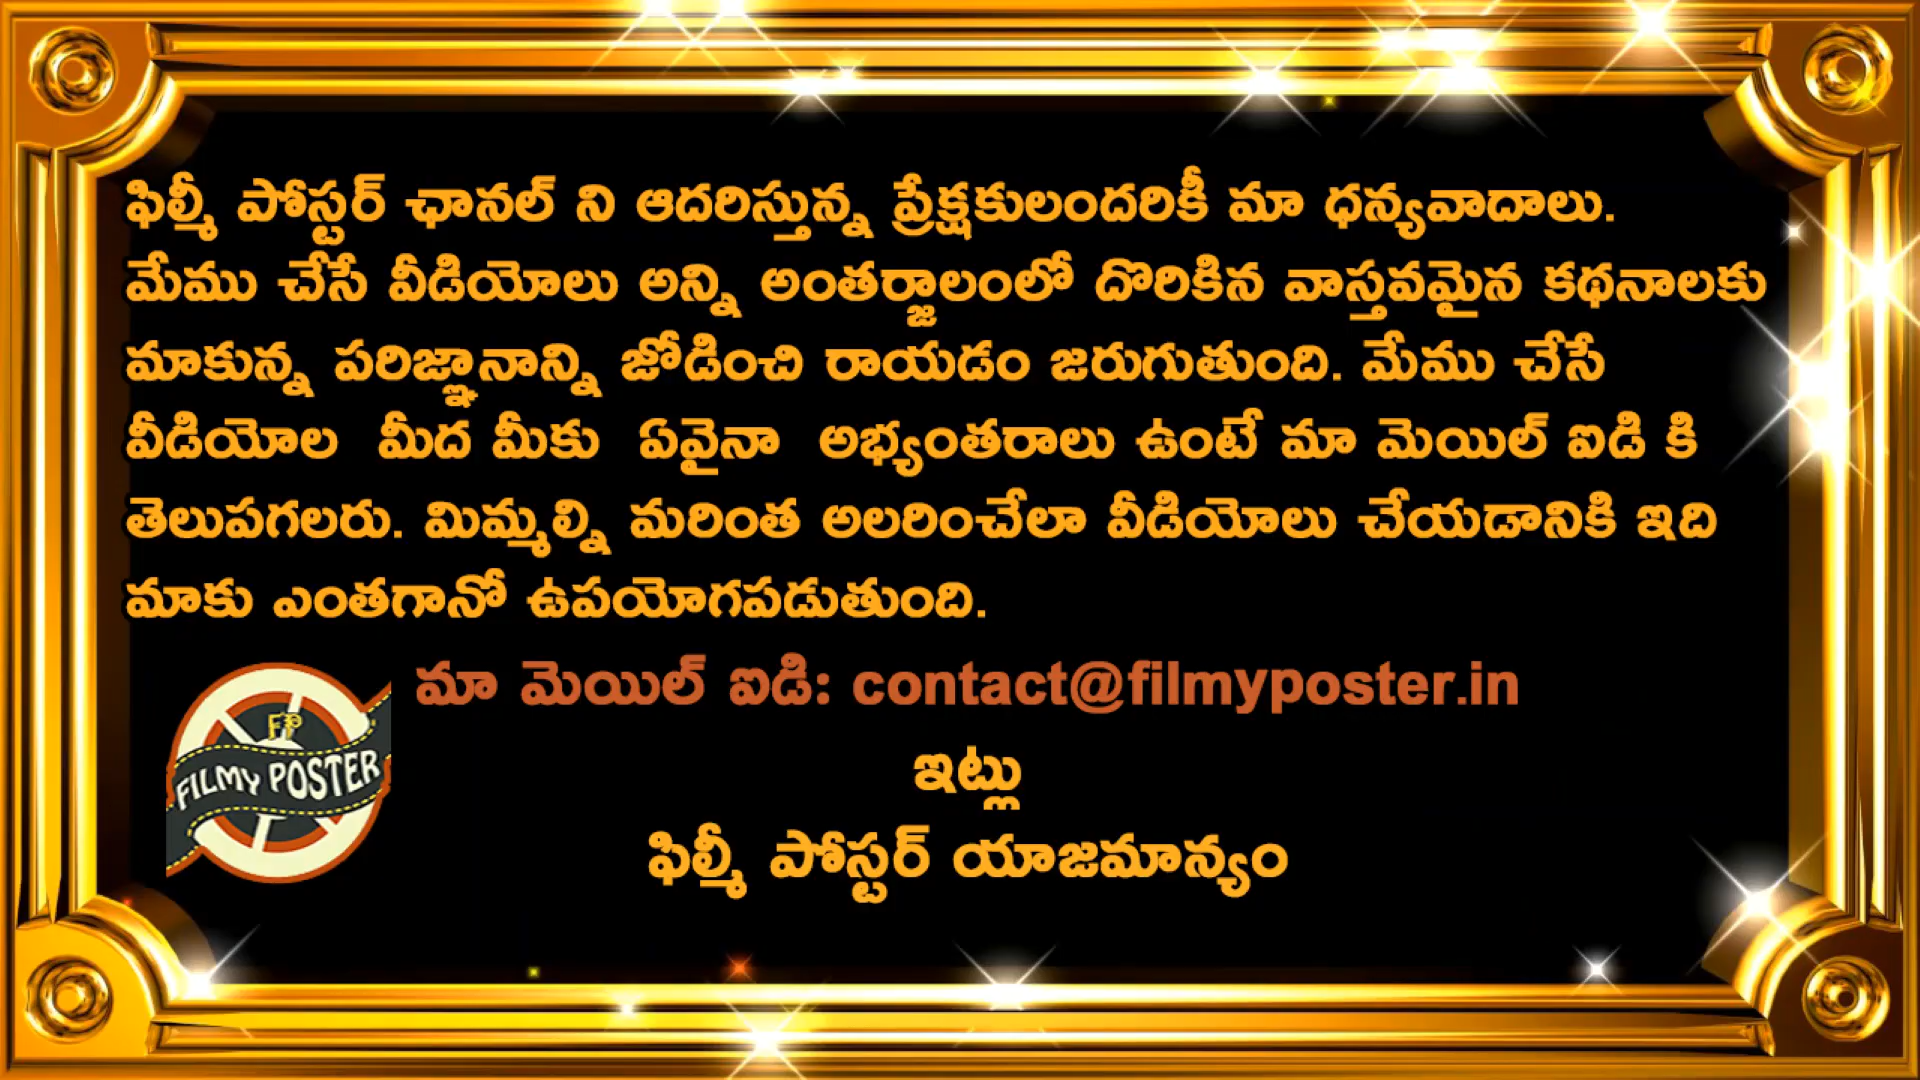 ఫిల్మీ పోస్టర్ ఛానల్ ని ఆదరిస్తున్న ప్రేక్షకులందరికీ మా ధన్యవాదాలు.
మేము చేసే వీడియోలు అన్ని అంతర్జాలంలో దొరికిన వాస్తవమైన కథనాలకు
మాకున్న పరిజ్ఞానాన్ని జోడించి రాయడం జరుగుతుంది. మేము చేసే
వీడియోల మీద మీకు ఏవైనా అభ్యంతరాలు ఉంటే మా మెయిల్ ఐడి కి
తెలుపగలరు. మిమ్మల్ని మరింత అలరించేలా వీడియోలు చేయడానికి ఇది
మాకు ఎంతగానో ఉపయోగపడుతుంది.
మా మెయిల్ ఐడి: contact@filmyposter.in
FP
FILMY POSTER
ఇట్లు
ఫిల్మీ పోస్టర్ యాజమాన్యం